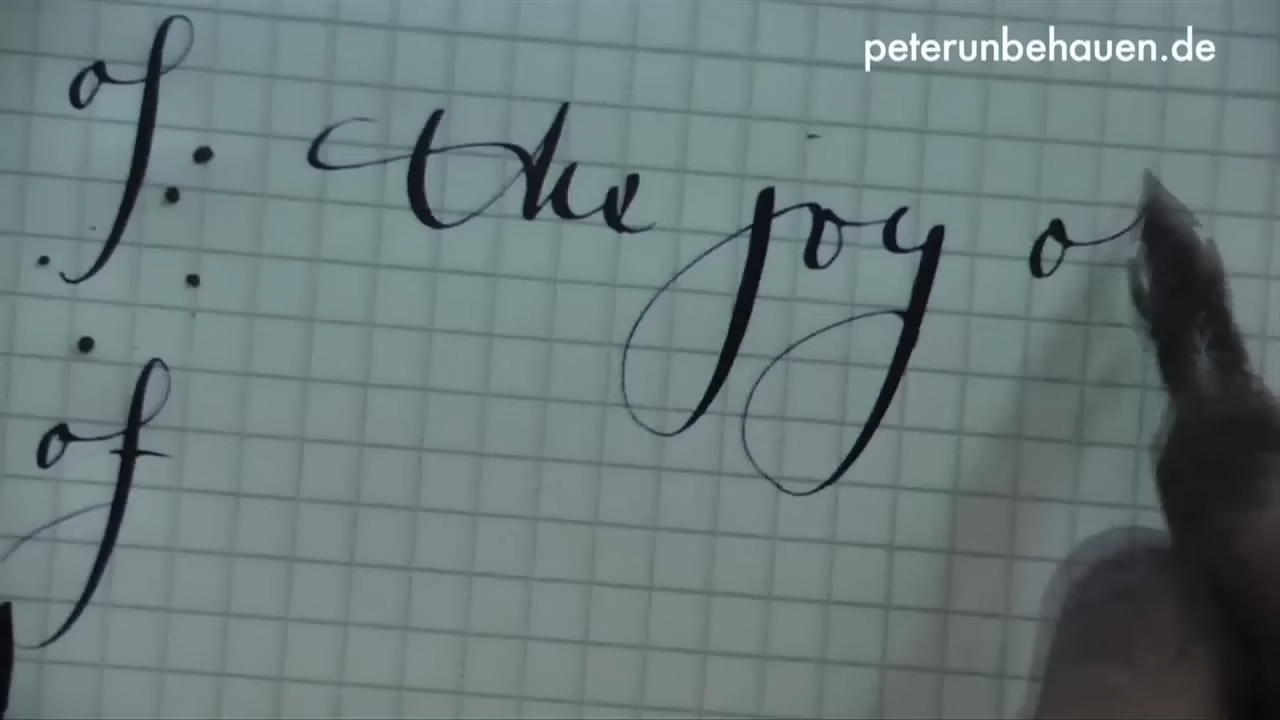 peterunbehauen.de
of
the joy o
of